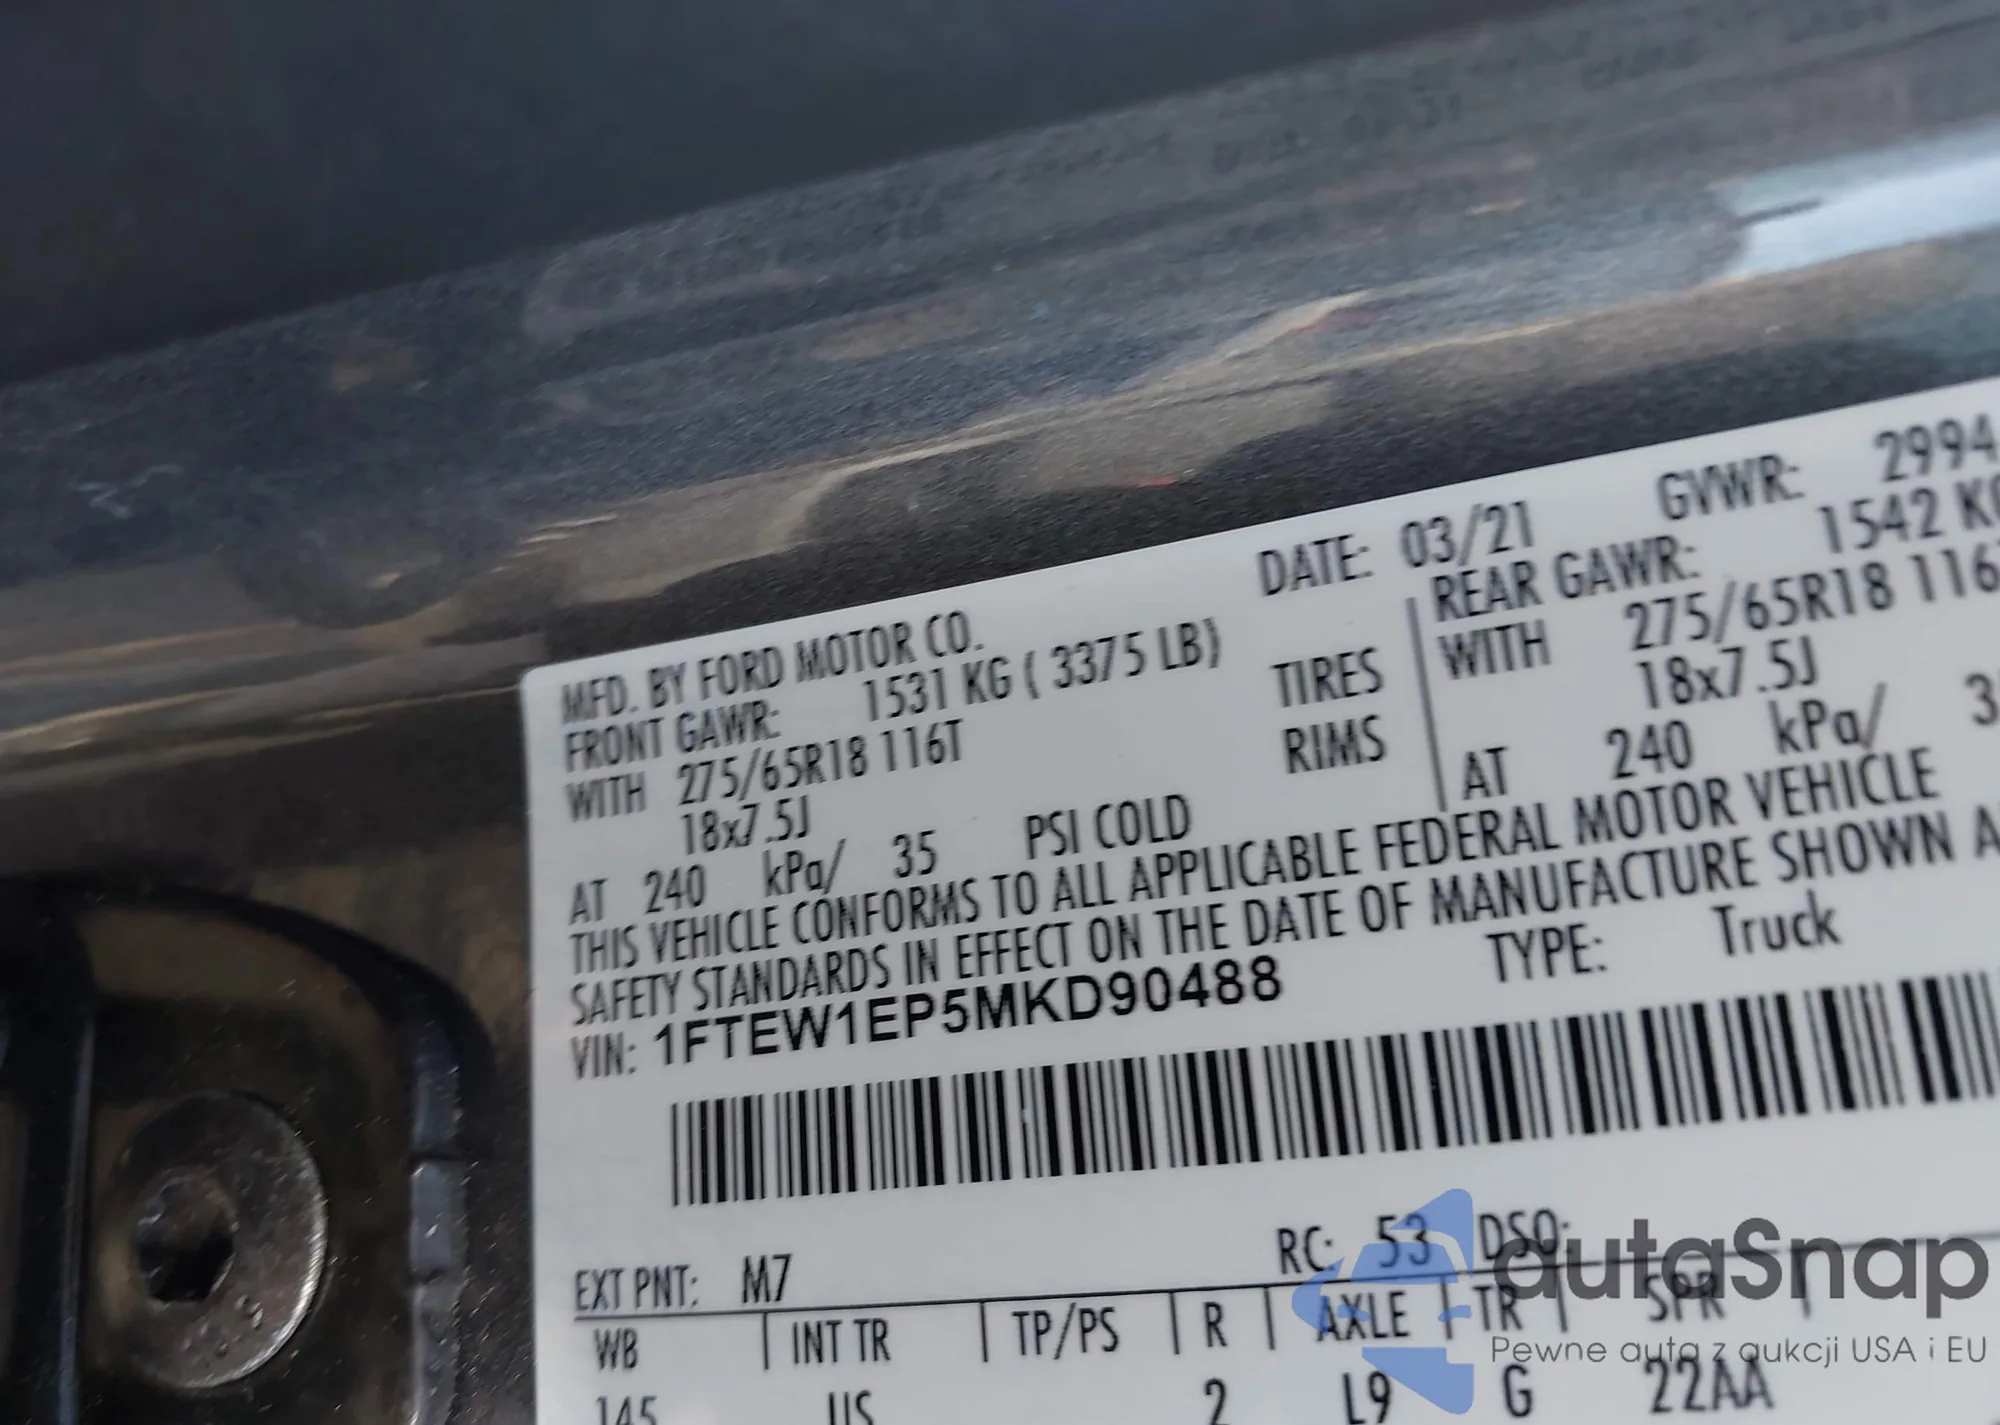 DATE: 03/21 GVWR: 2994
MFD. BY FORD MOTOR CO.
FRONT GAWR: 1531 KG ( 3375 LB) REAR GAWR: 1542 KG
WITH 275/65R18 116T TIRES WITH 275/65R18 116T
18x7.5J RIMS 18x7.5J
AT 240 kPa/ 35 PSI COLD AT 240 kPa/
THIS VEHICLE CONFORMS TO ALL APPLICABLE FEDERAL MOTOR VEHICLE
SAFETY STANDARDS IN EFFECT ON THE DATE OF MANUFACTURE SHOWN
VIN: 1FTEW1EP5MKD90488 TYPE: Truck
EXT PNT: M7 RC: 53 DSO:
WB INT TR TP/PS R AXLE TR SPR
145 US 2 L9 G 22AA
autaSnap
Pewne auta z aukcji USA i EU